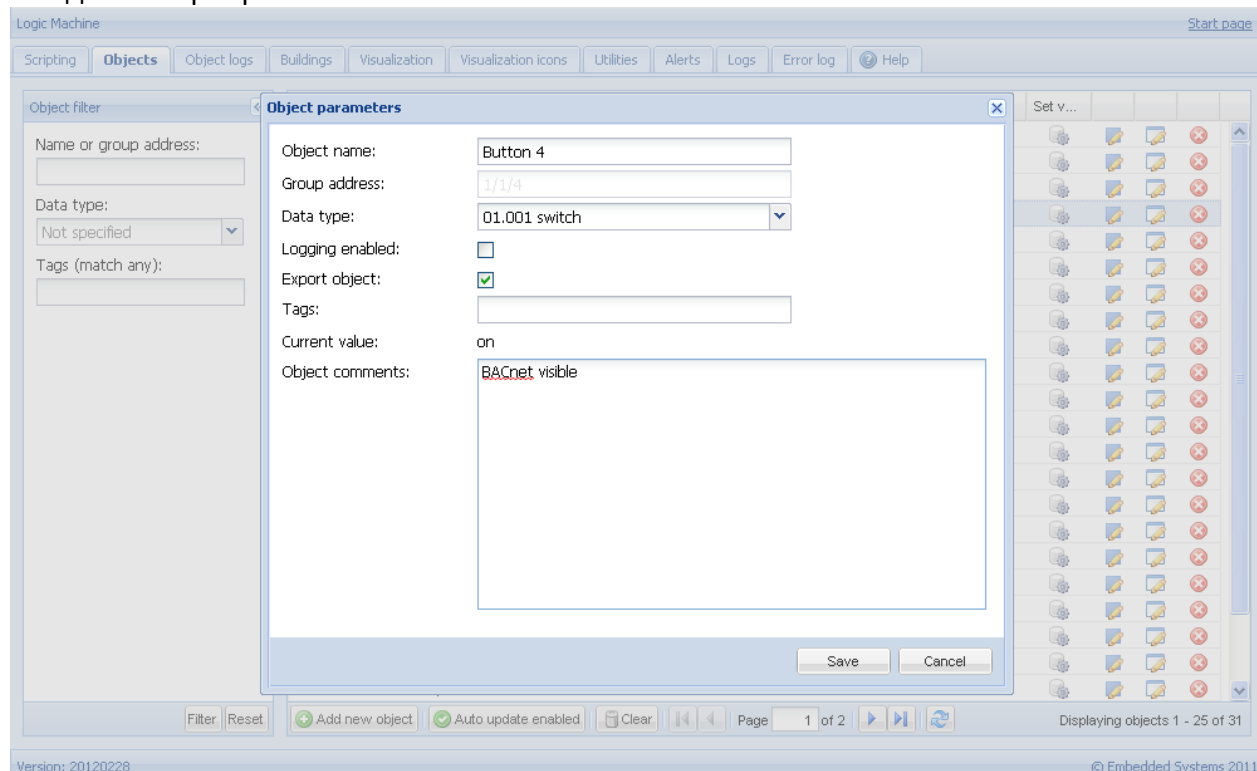 Logic Machine
Start page
Scripting
Objects
Object logs
Buildings
Visualization
Visualization icons
Utilities
Alerts
Logs
Error log
Help
Object filter
Name or group address:
Data type:
Not specified
Tags (match any):
Filter
Reset
Object parameters
Set v...
Object name: Button 4
Group address: 1/1/4
Data type: 01.001 switch
Logging enabled:
Export object:
Tags:
Current value: on
Object comments: BACnet visible
Save
Cancel
Add new object
Auto update enabled
Clear
Page 1 of 2
Displaying objects 1 - 25 of 31
Version: 20120228
© Embedded Systems 2011